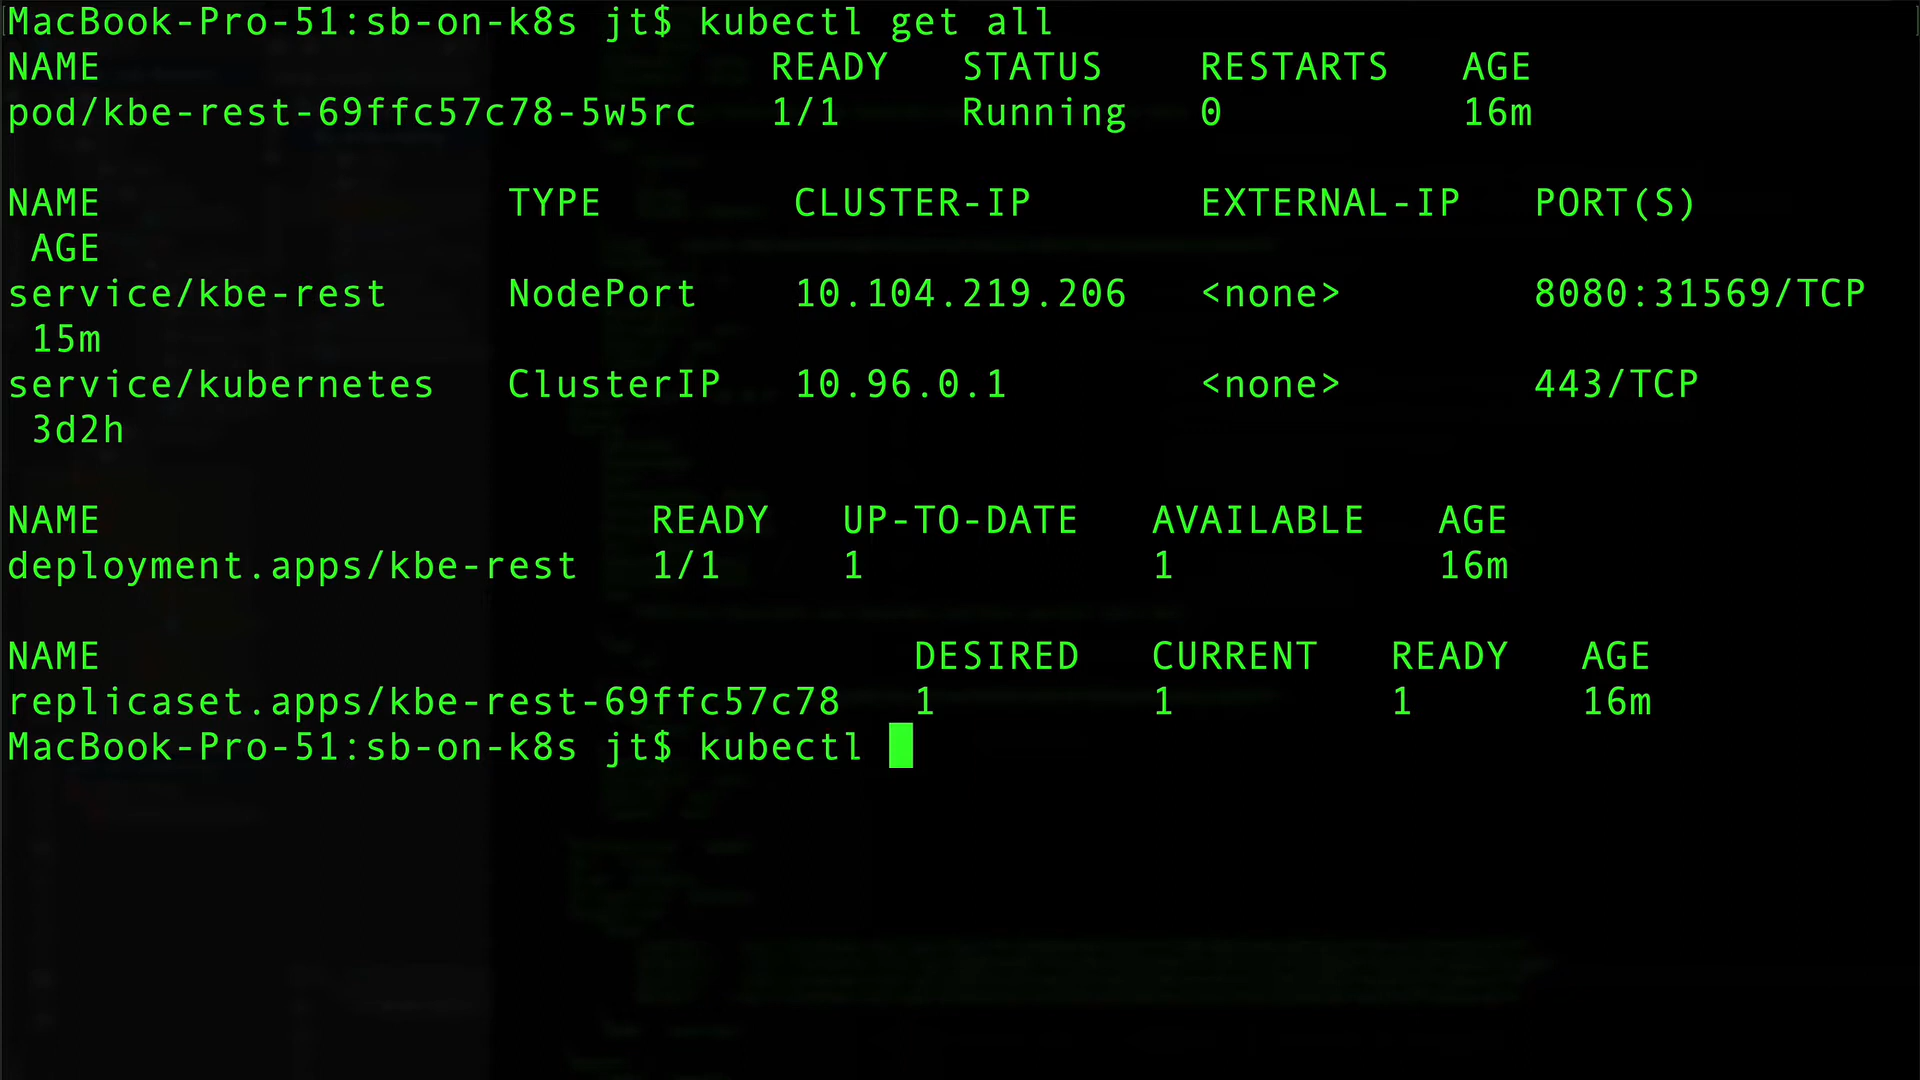 MacBook-Pro-51:sb-on-k8s jt$ kubectl get all
NAME READY STATUS RESTARTS AGE
pod/kbe-rest-69ffc57c78-5w5rc 1/1 Running 0 16m
NAME TYPE CLUSTER-IP EXTERNAL-IP PORT(S)
AGE
service/kbe-rest NodePort 10.104.219.206 <none> 8080:31569/TCP
15m
service/kubernetes ClusterIP 10.96.0.1 <none> 443/TCP
3d2h
NAME READY UP-TO-DATE AVAILABLE AGE
deployment.apps/kbe-rest 1/1 1 1 16m
NAME DESIRED CURRENT READY AGE
replicaset.apps/kbe-rest-69ffc57c78 1 1 1 16m
MacBook-Pro-51:sb-on-k8s jt$ kubectl